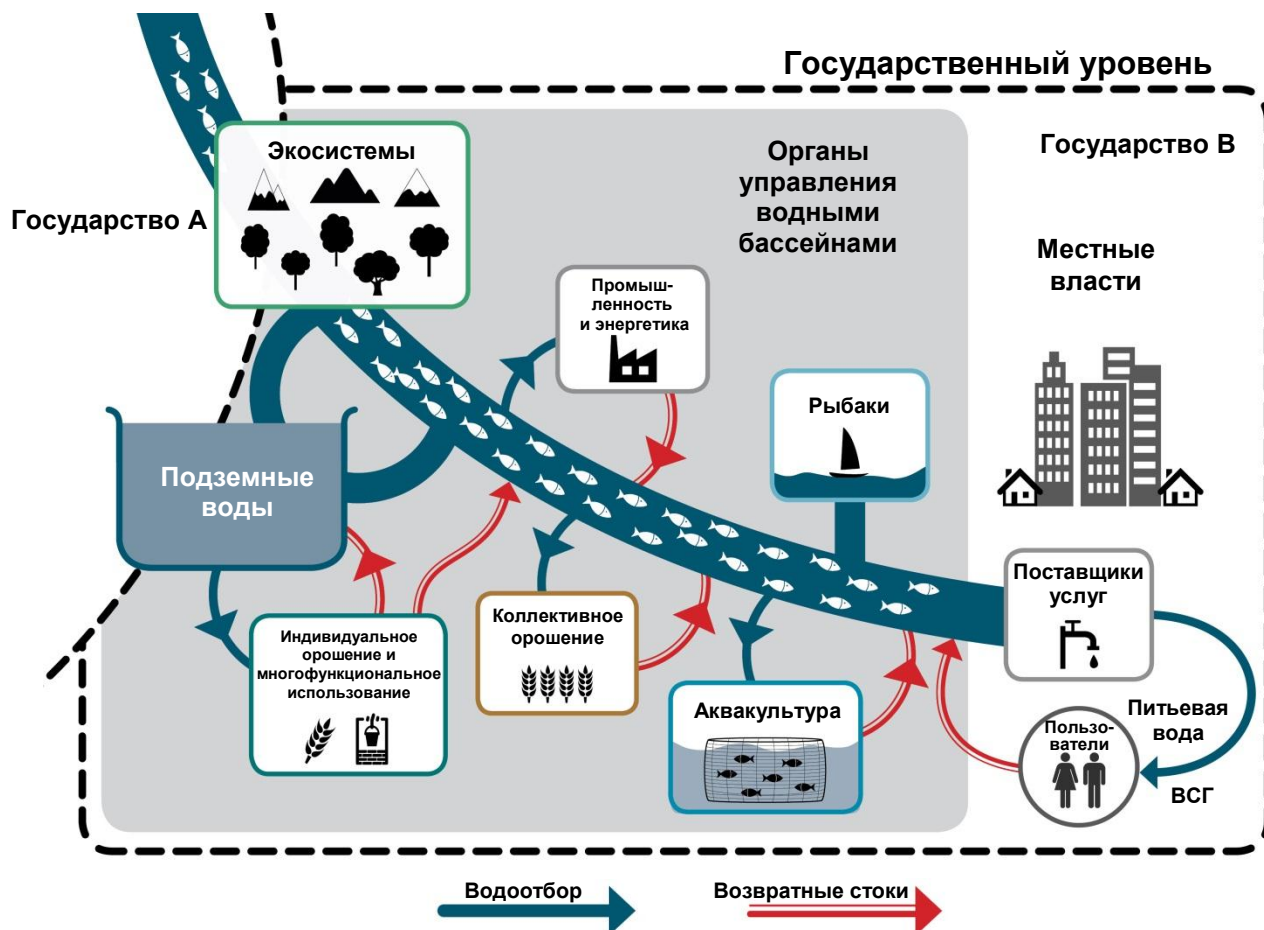 Государственный уровень
Государство В
Экосистемы
Органы
управления
водными
бассейнами
Государство А
Местные
власти
Промыш-
ленность
и энергетика
Рыбаки
Подземные
воды
Поставщики
услуг
Коллективное
орошение
Индивидуальное
орошение и
многофункциональное
использование
Аквакультура
Питьевая
вода
Пользо-
ватели
ВСГ
Водоотбор
Возвратные стоки